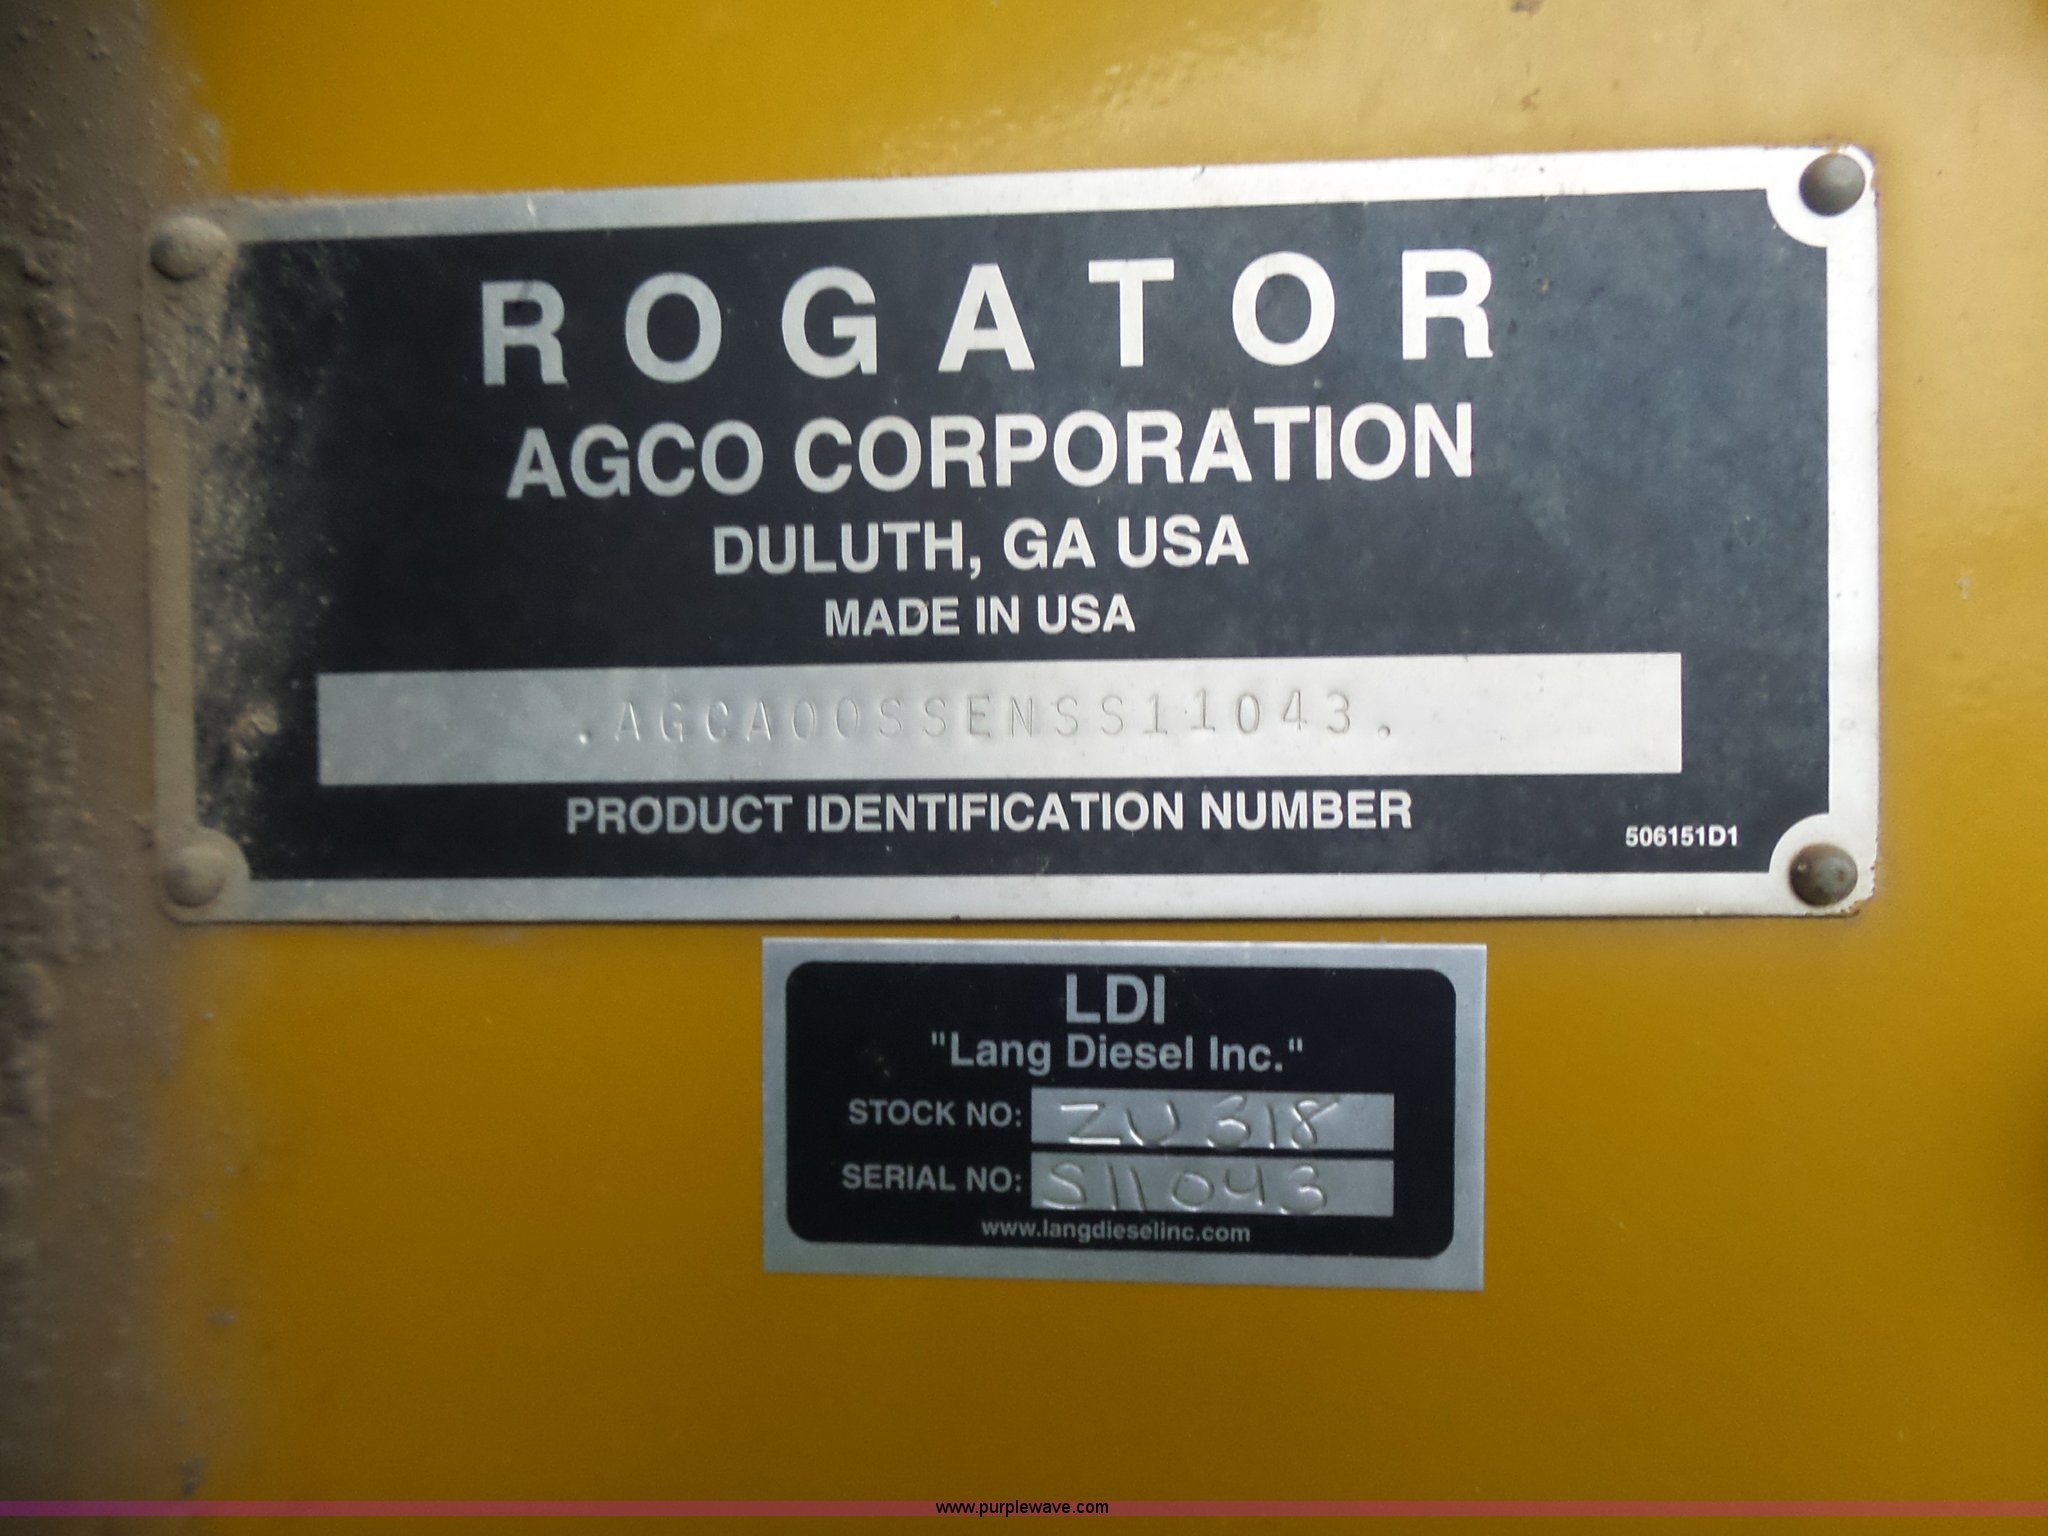 ROGATOR
AGCO CORPORATION
DULUTH, GA USA
MADE IN USA
.AGCA00SSENSS11043.
PRODUCT IDENTIFICATION NUMBER
506151D1
LDI
"Lang Diesel Inc."
STOCK NO: ZU318
SERIAL NO: S11043
www.langdieselinc.com
www.purplewave.com